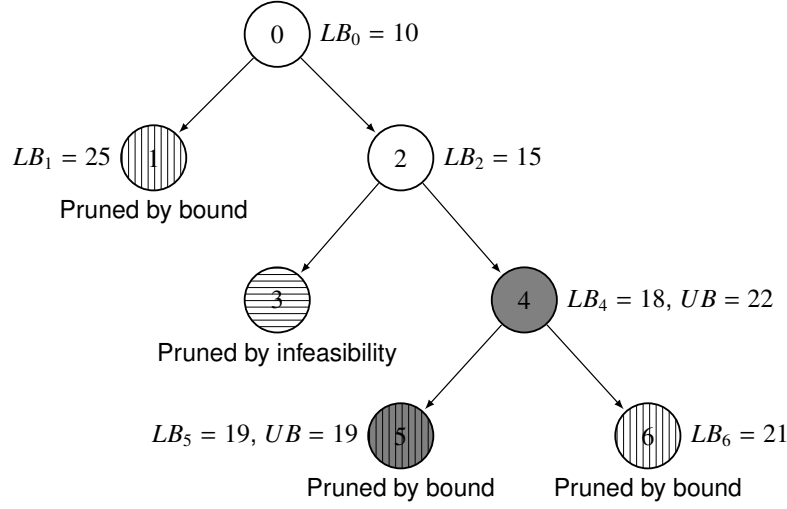 0 LB₀ = 10
LB₁ = 25 1
Pruned by bound
2 LB₂ = 15
3
Pruned by infeasibility
4 LB₄ = 18, UB = 22
LB₅ = 19, UB = 19 5
Pruned by bound
6 LB₆ = 21
Pruned by bound